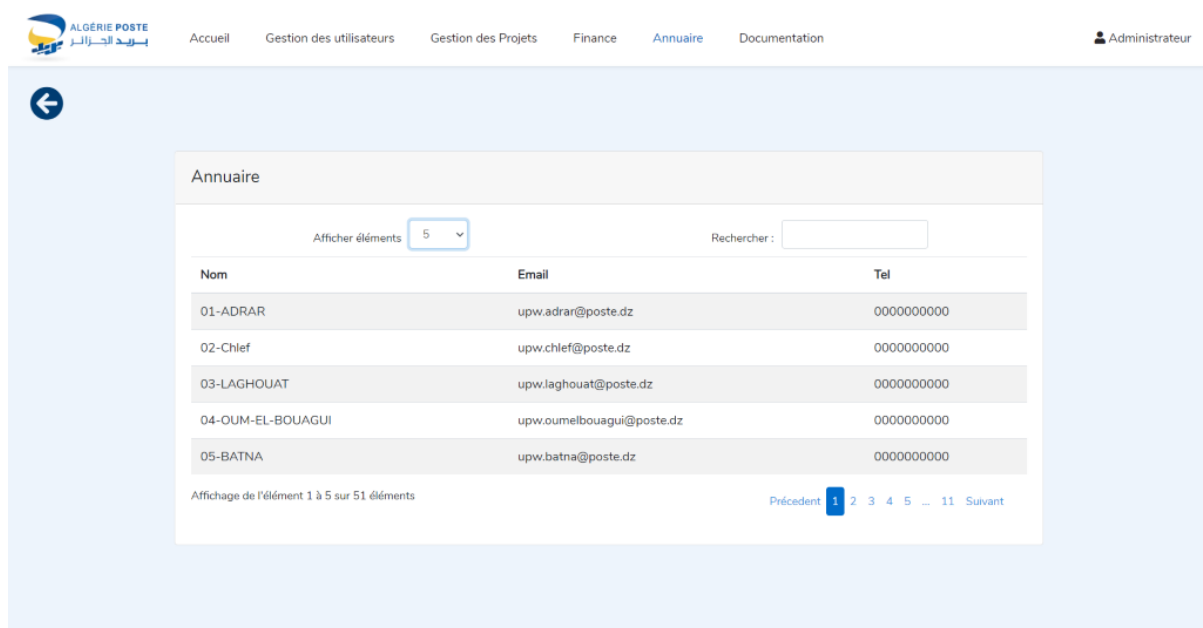 ALGÉRIE POSTE
بـــريــد الجـــزائــر
Accueil Gestion des utilisateurs Gestion des Projets Finance Annuaire Documentation Administrateur
Annuaire
Afficher éléments 5 Rechercher :
Nom Email Tel
01-ADRAR upw.adrar@poste.dz 0000000000
02-Chlef upw.chlef@poste.dz 0000000000
03-LAGHOUAT upw.laghouat@poste.dz 0000000000
04-OUM-EL-BOUAGUI upw.oumelbouagui@poste.dz 0000000000
05-BATNA upw.batna@poste.dz 0000000000
Affichage de l'élément 1 à 5 sur 51 éléments Précedent 1 2 3 4 5 ... 11 Suivant